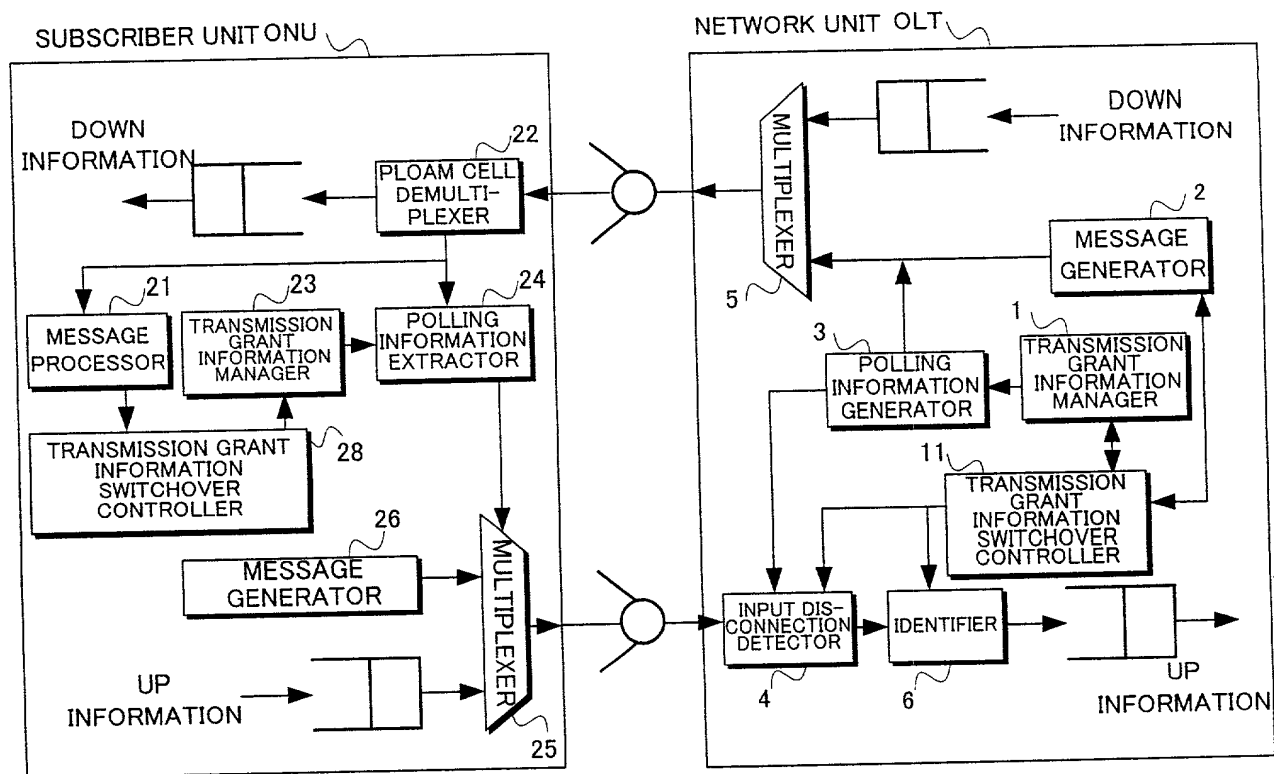 SUBSCRIBER UNIT ONU
NETWORK UNIT OLT
DOWN
INFORMATION
22
PLOAM CELL
DEMULTI-
PLEXER
MULTIPLEXER
5
DOWN
INFORMATION
2
MESSAGE
GENERATOR
21
MESSAGE
PROCESSOR
23
TRANSMISSION
GRANT
INFORMATION
MANAGER
24
POLLING
INFORMATION
EXTRACTOR
3
POLLING
INFORMATION
GENERATOR
1
TRANSMISSION
GRANT
INFORMATION
MANAGER
TRANSMISSION GRANT
INFORMATION
SWITCHOVER
CONTROLLER
28
11
TRANSMISSION
GRANT
INFORMATION
SWITCHOVER
CONTROLLER
26
MESSAGE
GENERATOR
MULTIPLEXER
25
INPUT DIS-
CONNECTION
DETECTOR
4
IDENTIFIER
6
UP
INFORMATION
UP
INFORMATION